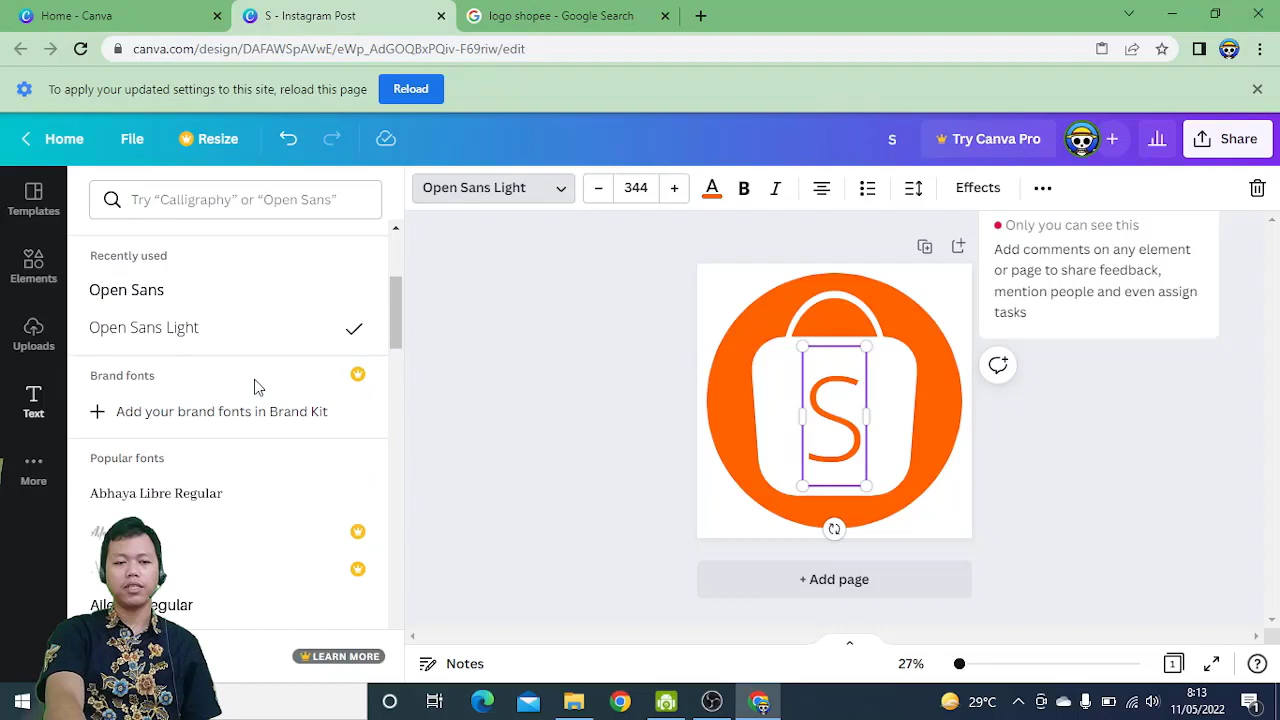 Home - Canva
S - Instagram Post
logo shopee - Google Search
canva.com/design/DAFAWSpAVwE/eWp_AdGOQBxPQiv-F69riw/edit
To apply your updated settings to this site, reload this page
Reload
Home
File
Resize
S
Try Canva Pro
Share
Templates
Elements
Uploads
Text
More
Try “Calligraphy” or “Open Sans”
Open Sans Light
344
A
B
I
Effects
Recently used
Open Sans
Open Sans Light
Brand fonts
Add your brand fonts in Brand Kit
Popular fonts
Abhaya Libre Regular
LEARN MORE
Only you can see this
Add comments on any element
or page to share feedback,
mention people and even assign
tasks
S
+ Add page
Notes
27%
1
29°C
8:13
11/05/2022